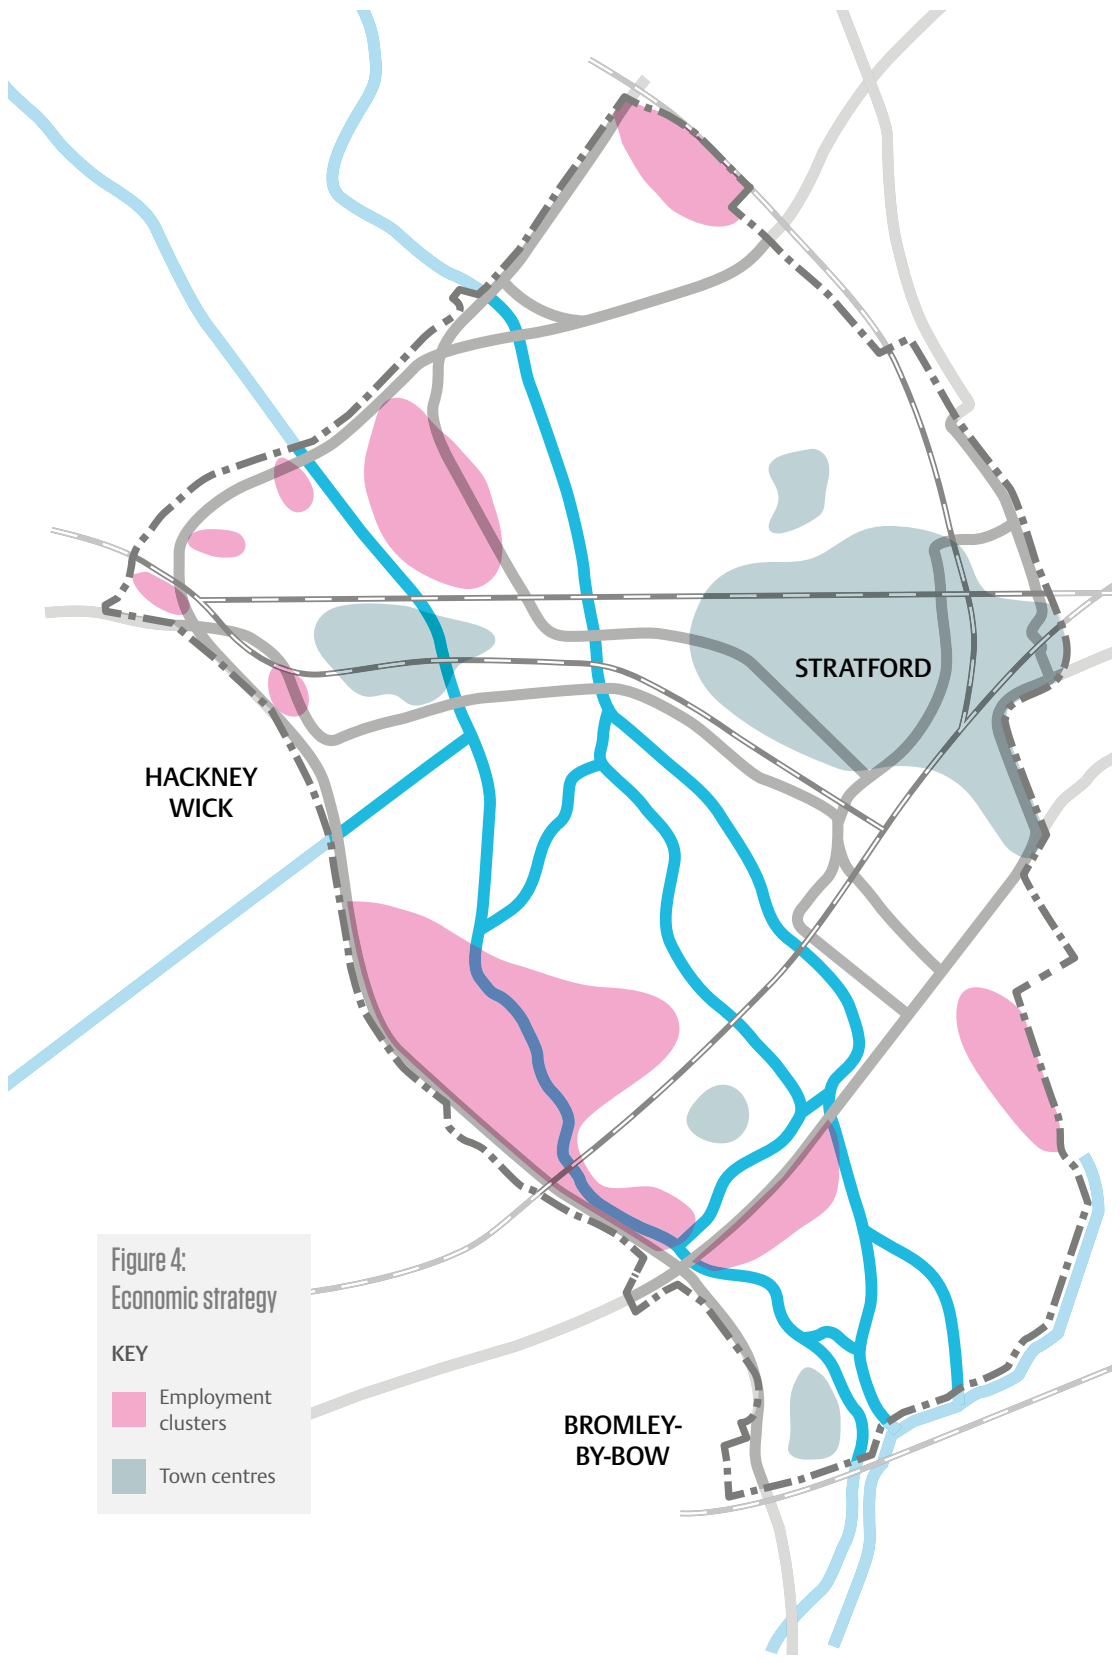 STRATFORD
HACKNEY
WICK
Figure 4:
Economic strategy
KEY
Employment
clusters
Town centres
BROMLEY-
BY-BOW